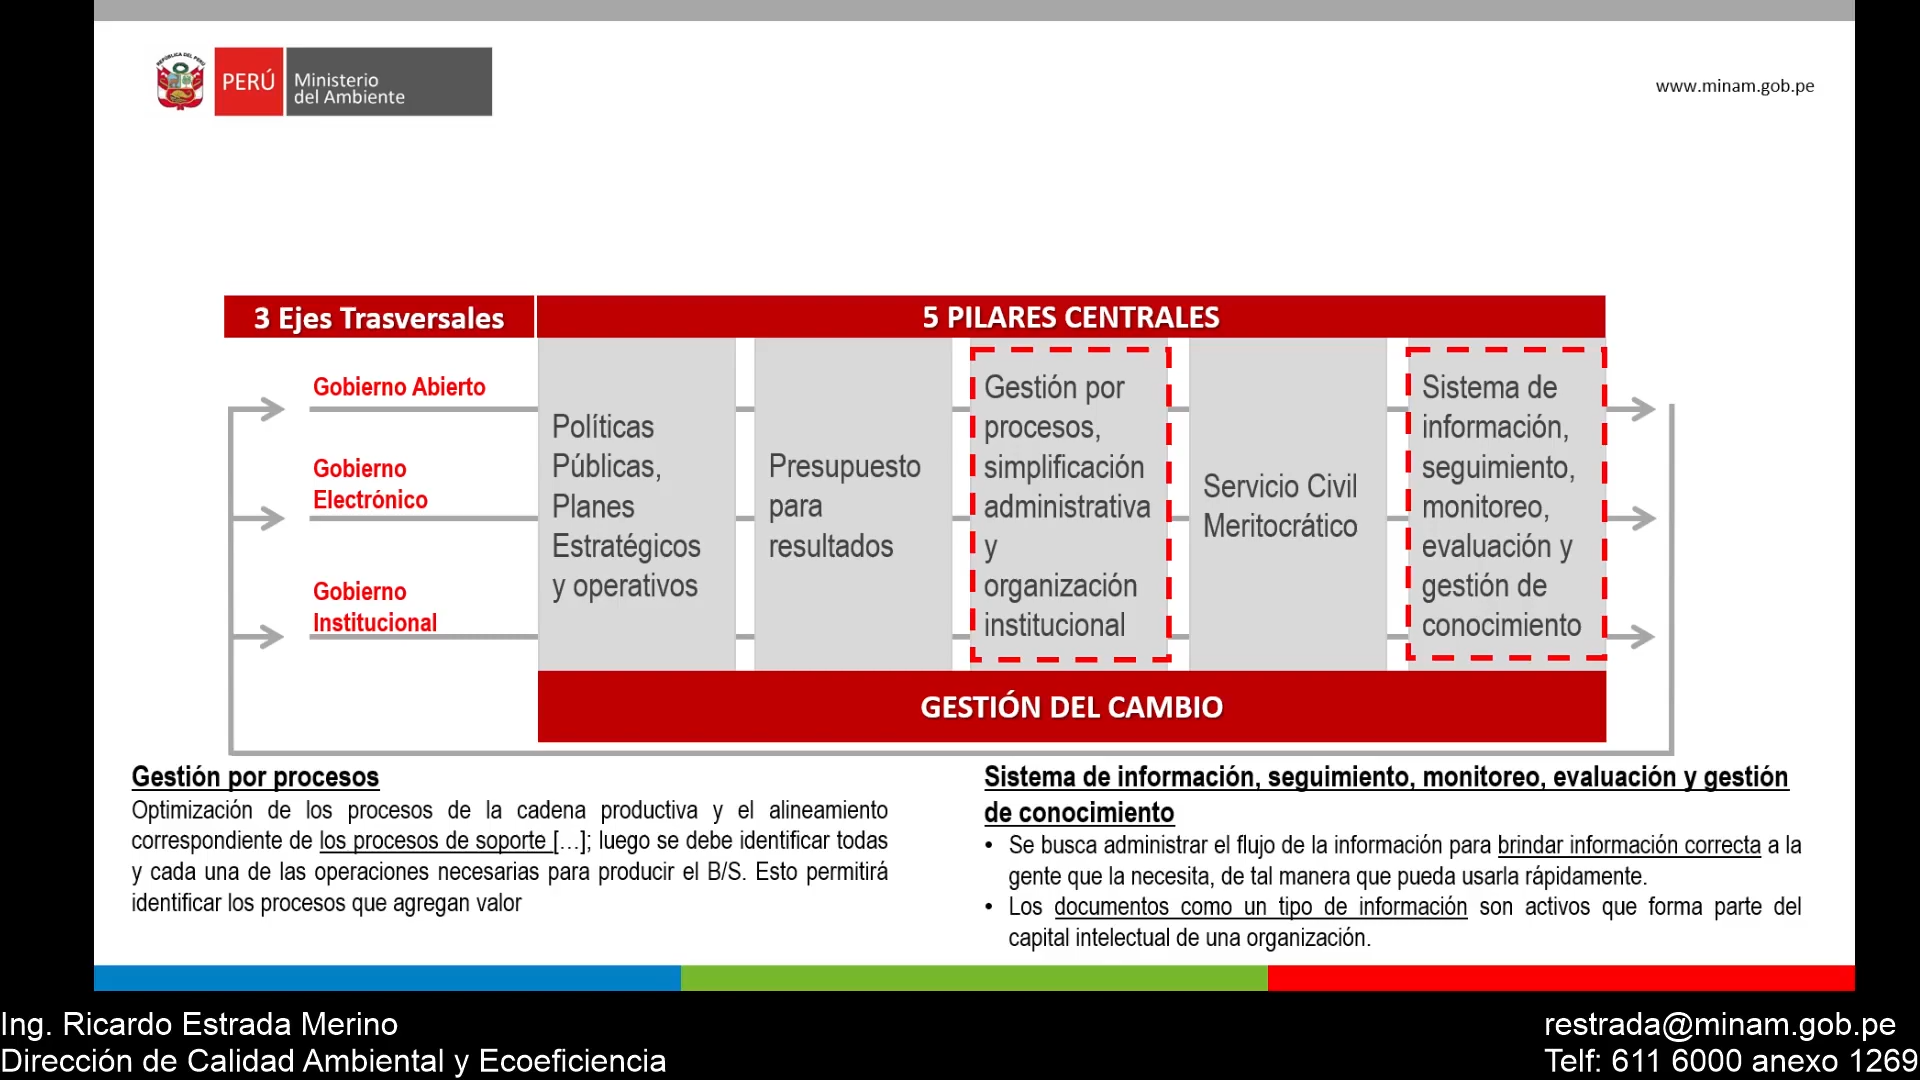 REPÚBLICA DEL PERÚ
PERÚ
Ministerio
del Ambiente
www.minam.gob.pe
3 Ejes Trasversales
5 PILARES CENTRALES
Gobierno Abierto
Gobierno
Electrónico
Gobierno
Institucional
Políticas
Públicas,
Planes
Estratégicos
y operativos
Presupuesto
para
resultados
Gestión por
procesos,
simplificación
administrativa
y
organización
institucional
Servicio Civil
Meritocrático
Sistema de
información,
seguimiento,
monitoreo,
evaluación y
gestión de
conocimiento
GESTIÓN DEL CAMBIO
Gestión por procesos
Optimización de los procesos de la cadena productiva y el alineamiento
correspondiente de los procesos de soporte […]; luego se debe identificar todas
y cada una de las operaciones necesarias para producir el B/S. Esto permitirá
identificar los procesos que agregan valor
Sistema de información, seguimiento, monitoreo, evaluación y gestión
de conocimiento
• Se busca administrar el flujo de la información para brindar información correcta a la
gente que la necesita, de tal manera que pueda usarla rápidamente.
• Los documentos como un tipo de información son activos que forma parte del
capital intelectual de una organización.
Ing. Ricardo Estrada Merino
Dirección de Calidad Ambiental y Ecoeficiencia
restrada@minam.gob.pe
Telf: 611 6000 anexo 1269